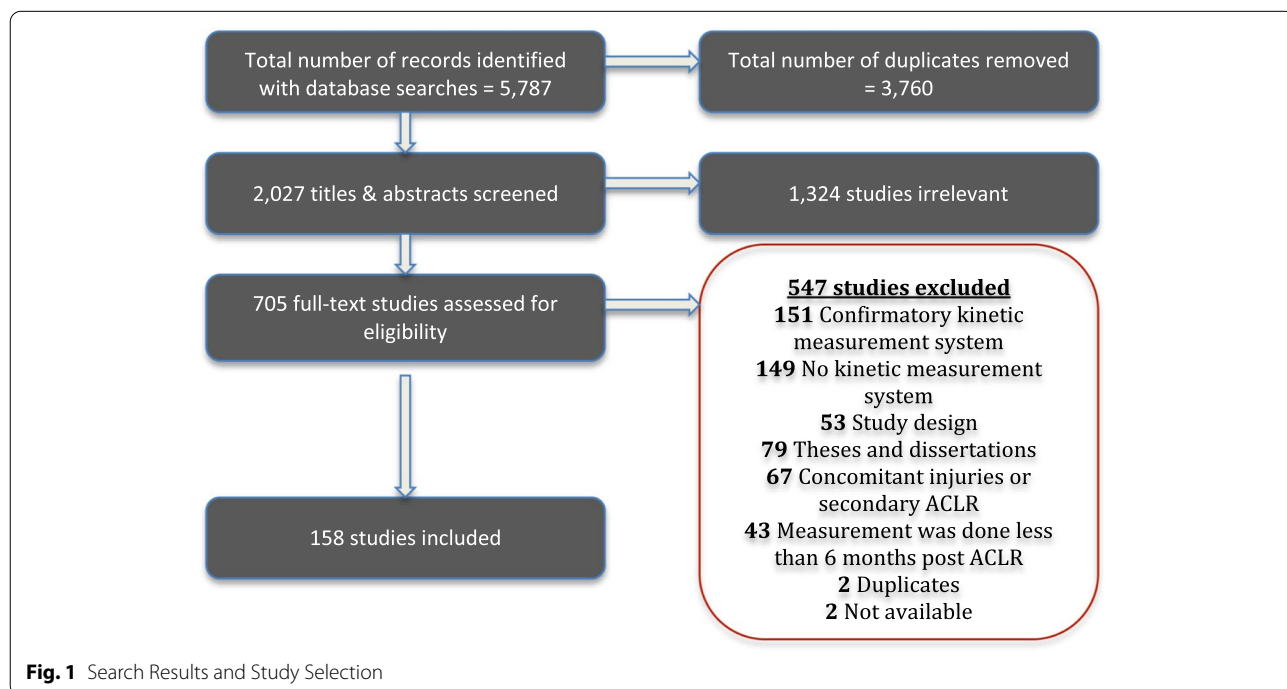 Total number of records identified
with database searches = 5,787
Total number of duplicates removed
= 3,760
2,027 titles & abstracts screened
1,324 studies irrelevant
705 full-text studies assessed for
eligibility
547 studies excluded
151 Confirmatory kinetic
measurement system
149 No kinetic measurement
system
53 Study design
79 Theses and dissertations
67 Concomitant injuries or
secondary ACLR
43 Measurement was done less
than 6 months post ACLR
2 Duplicates
2 Not available
158 studies included
Fig. 1 Search Results and Study Selection